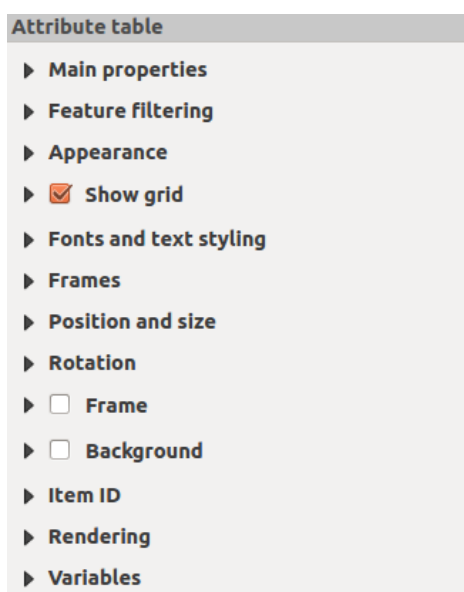 Attribute table
Main properties
Feature filtering
Appearance
Show grid
Fonts and text styling
Frames
Position and size
Rotation
Frame
Background
Item ID
Rendering
Variables